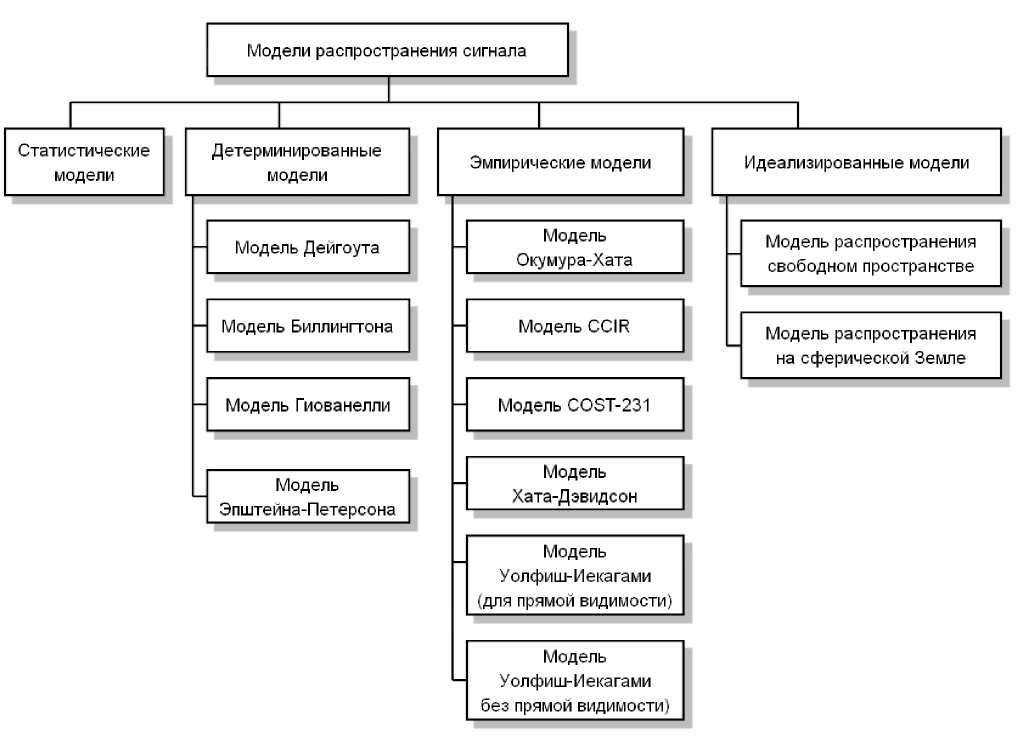 Модели распространения сигнала
Статистические
модели
Детерминированные
модели
Эмпирические модели
Идеализированные модели
Модель Дейгоута
Модель Биллингтона
Модель Гиованелли
Модель
Эпштейна-Петерсона
Модель
Окумура-Хата
Модель CCIR
Модель COST-231
Модель
Хата-Дэвидсон
Модель
Уолфиш-Иекагами
(для прямой видимости)
Модель
Уолфиш-Иекагами
без прямой видимости)
Модель распространения
свободном пространстве
Модель распространения
на сферической Земле